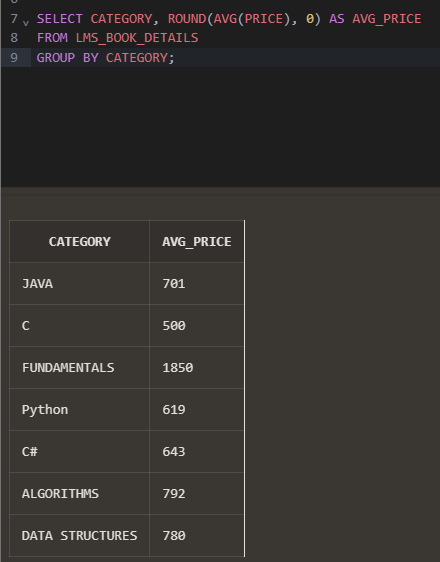 7 SELECT CATEGORY, ROUND(AVG(PRICE), 0) AS AVG_PRICE
8 FROM LMS_BOOK_DETAILS
9 GROUP BY CATEGORY;
CATEGORY AVG_PRICE
JAVA 701
C 500
FUNDAMENTALS 1850
Python 619
C# 643
ALGORITHMS 792
DATA STRUCTURES 780